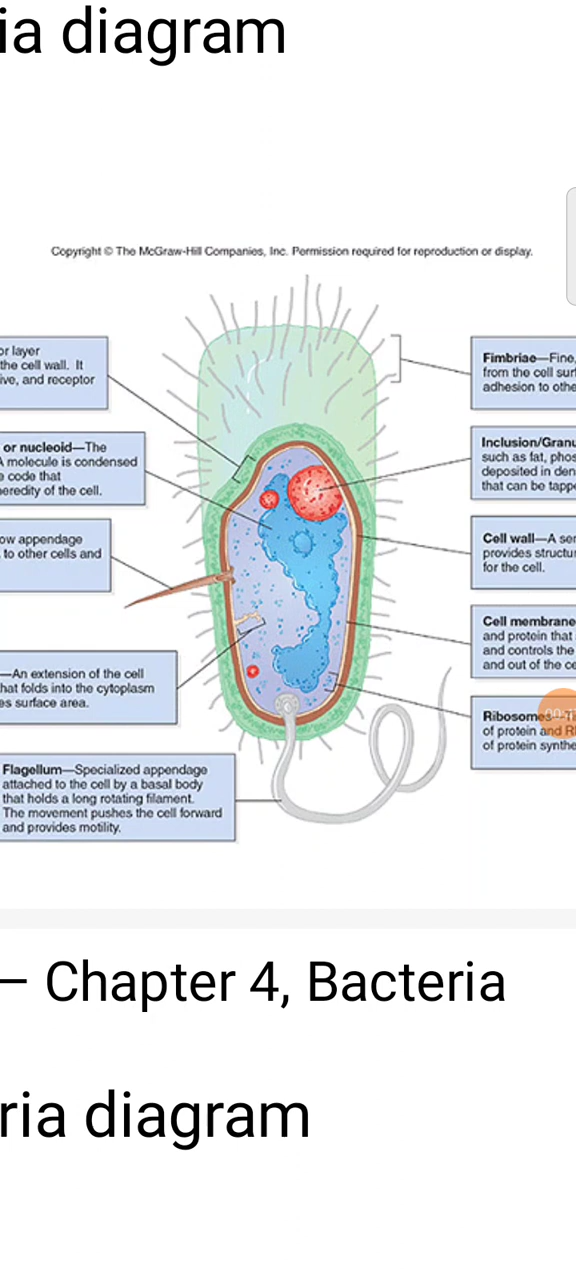 ia diagram
Copyright © The McGraw-Hill Companies, Inc. Permission required for reproduction or display.
or layer
the cell wall. It
ive, and receptor
or nucleoid—The
A molecule is condensed
e code that
eredity of the cell.
ow appendage
to other cells and
—An extension of the cell
hat folds into the cytoplasm
es surface area.
Flagellum—Specialized appendage
attached to the cell by a basal body
that holds a long rotating filament.
The movement pushes the cell forward
and provides motility.
Fimbriae—Fine,
from the cell surf
adhesion to othe
Inclusion/Granu
such as fat, phos
deposited in den
that can be tappe
Cell wall—A ser
provides structu
for the cell.
Cell membrane
and protein that
and controls the
and out of the ce
Ribosomes—Ti
of protein and R
of protein synthe
— Chapter 4, Bacteria
ria diagram